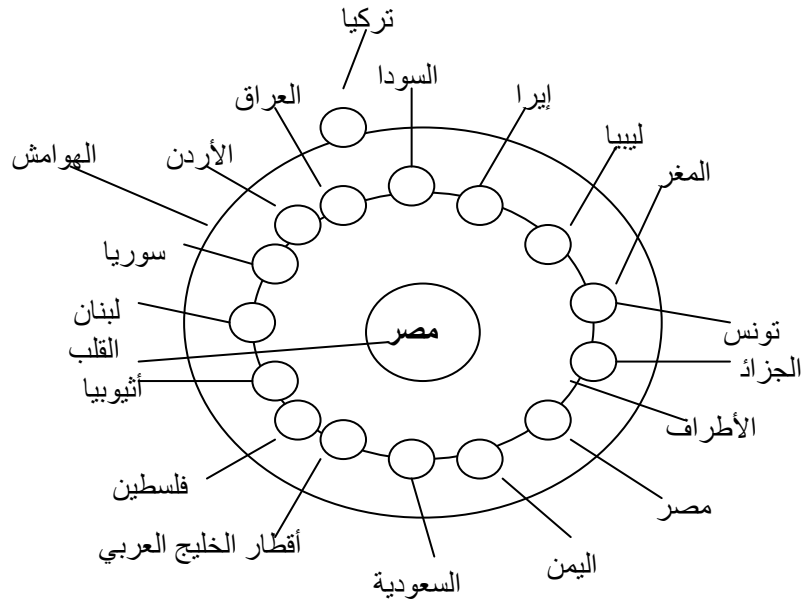 تركيا
السودا
إيرا
العراق
ليبيا
الهوامش
الأردن
المغر
سوريا
لبنان
مصر
تونس
القلب
الجزائ
أثيوبيا
الأطراف
فلسطين
مصر
أقطار الخليج العربي
اليمن
السعودية